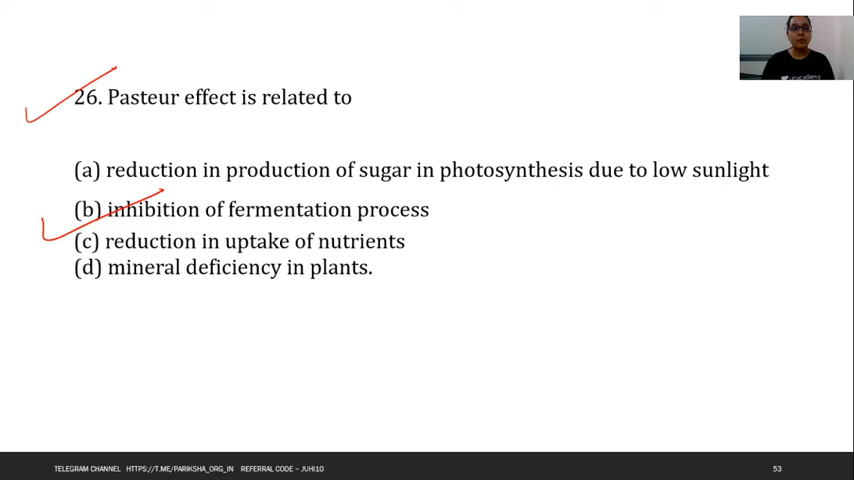 26. Pasteur effect is related to
(a) reduction in production of sugar in photosynthesis due to low sunlight
(b) inhibition of fermentation process
(c) reduction in uptake of nutrients
(d) mineral deficiency in plants.
unacademy
TELEGRAM CHANNEL HTTPS://T.ME/PARIKSHA_ORG_IN REFERRAL CODE – JUHI10
53